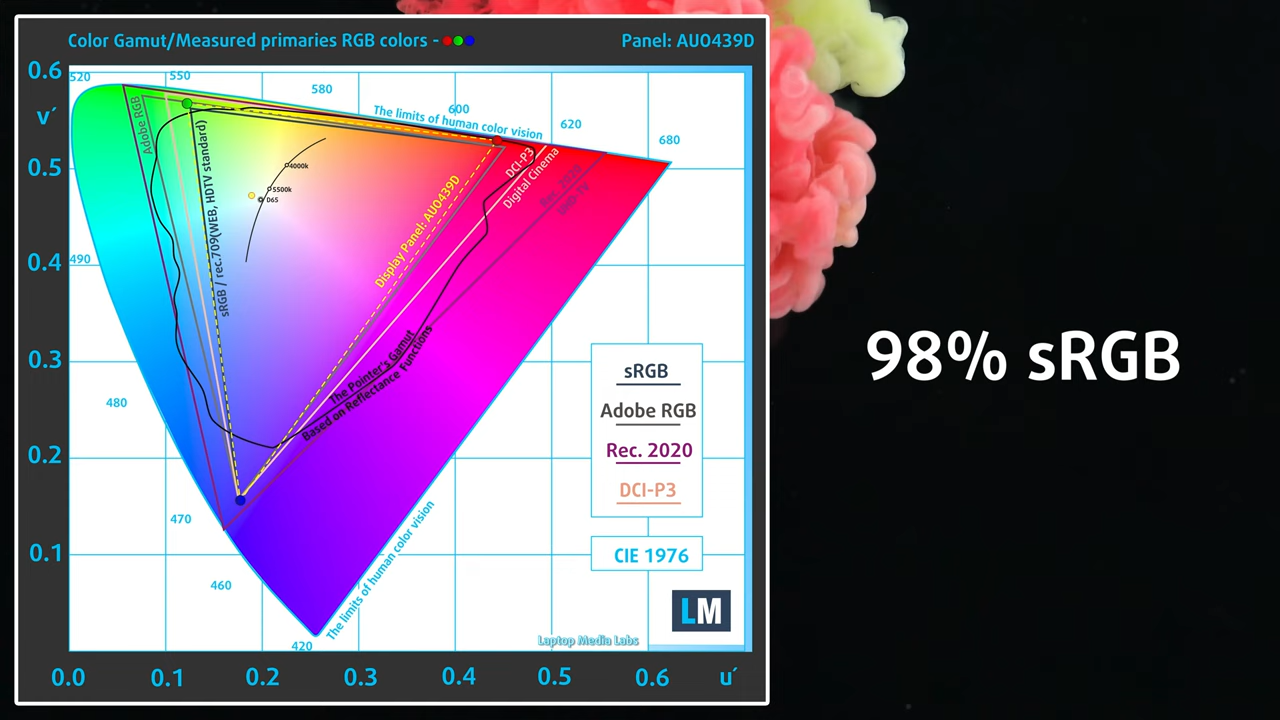 Color Gamut/Measured primaries RGB colors -
Panel: AUO439D
0.6
520
550
580
600
620
680
v´
The limits of human color vision
Adobe RGB
0.5
sRGB / rec.709(WEB, HDTV standard)
4000k
5500k
D65
Display Panel: AUO439D
DCI-P3
Digital Cinema
Rec. 2020
UHD-TV
0.4
490
0.3
The Pointer's Gamut
Based on Reflectance Functions
98% sRGB
sRGB
Adobe RGB
Rec. 2020
DCI-P3
480
0.2
470
0.1
CIE 1976
460
The limits of human color vision
LM
Laptop Media Labs
420
0.0
0.1
0.2
0.3
0.4
0.5
0.6
u´